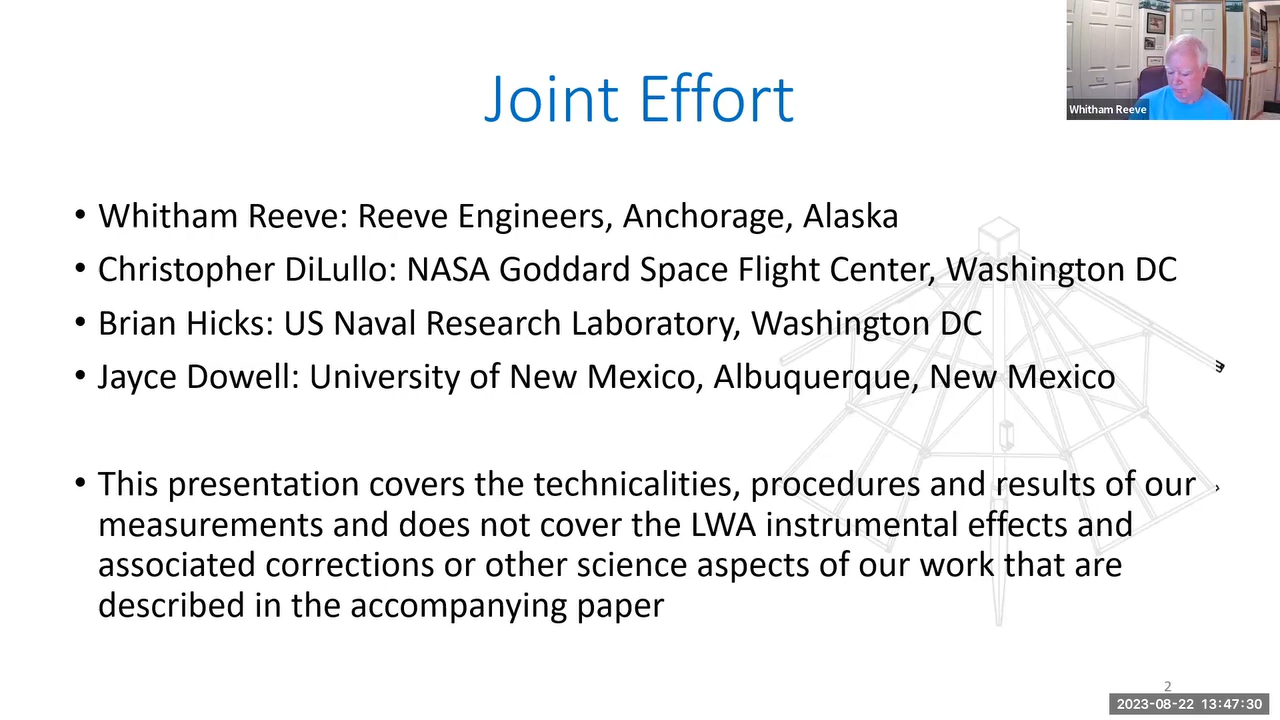 Joint Effort
Whitham Reeve
• Whitham Reeve: Reeve Engineers, Anchorage, Alaska
• Christopher DiLullo: NASA Goddard Space Flight Center, Washington DC
• Brian Hicks: US Naval Research Laboratory, Washington DC
• Jayce Dowell: University of New Mexico, Albuquerque, New Mexico
• This presentation covers the technicalities, procedures and results of our
measurements and does not cover the LWA instrumental effects and
associated corrections or other science aspects of our work that are
described in the accompanying paper
2
2023-08-22 13:47:30